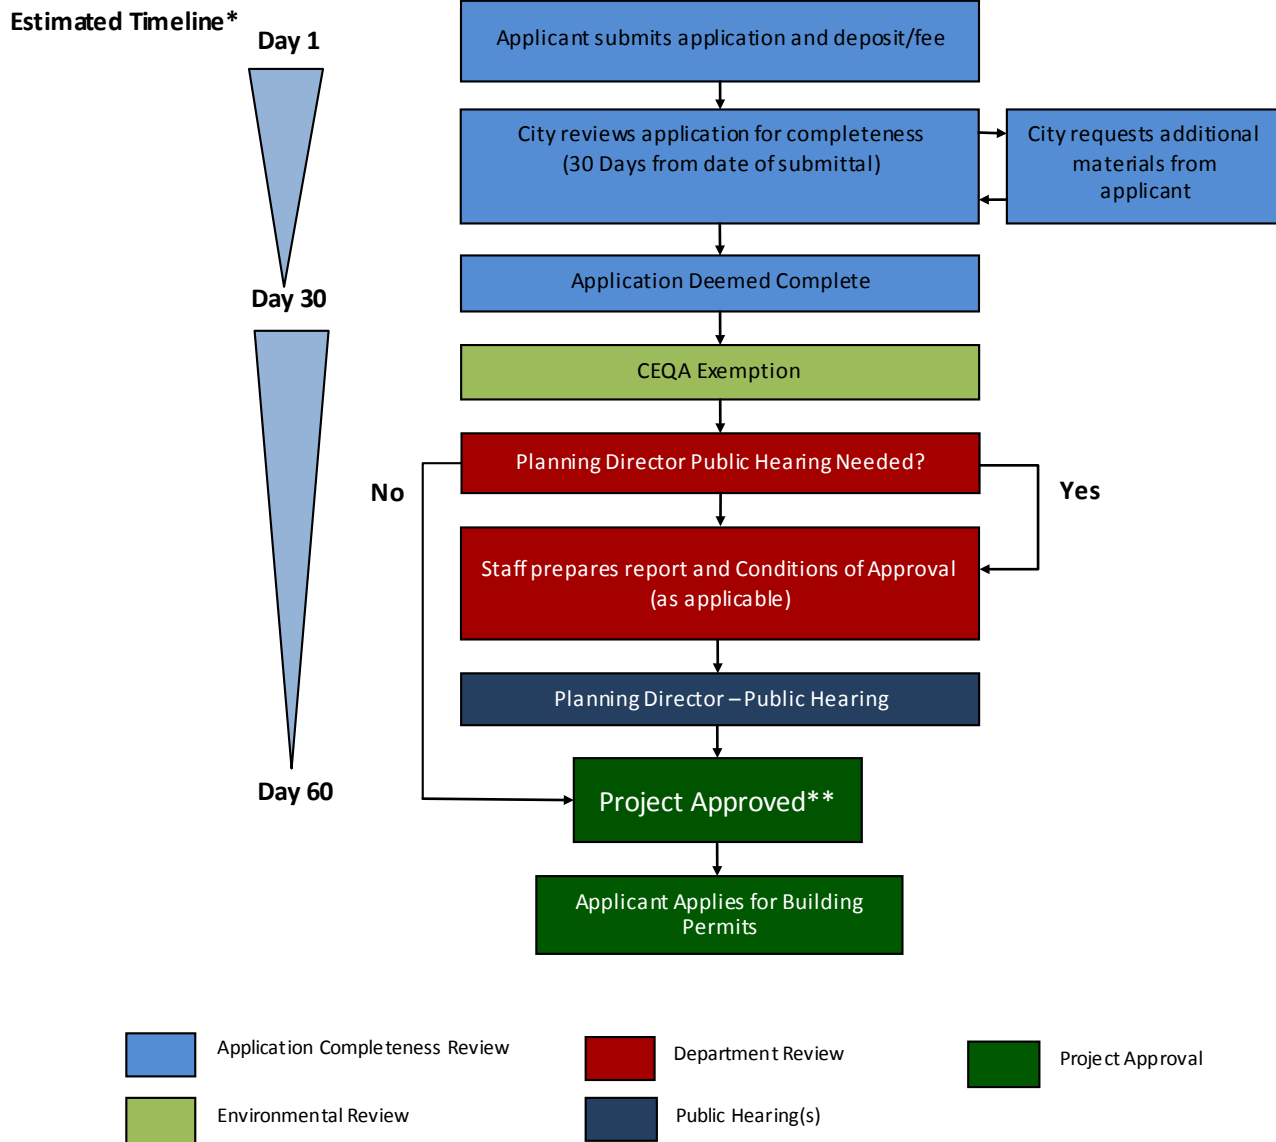 Estimated Timeline*
Day 1
Applicant submits application and deposit/fee
City reviews application for completeness
(30 Days from date of submittal)
City requests additional
materials from
applicant
Application Deemed Complete
Day 30
CEQA Exemption
Planning Director Public Hearing Needed?
No
Yes
Staff prepares report and Conditions of Approval
(as applicable)
Planning Director – Public Hearing
Day 60
Project Approved**
Applicant Applies for Building
Permits
Application Completeness Review
Department Review
Project Approval
Environmental Review
Public Hearing(s)